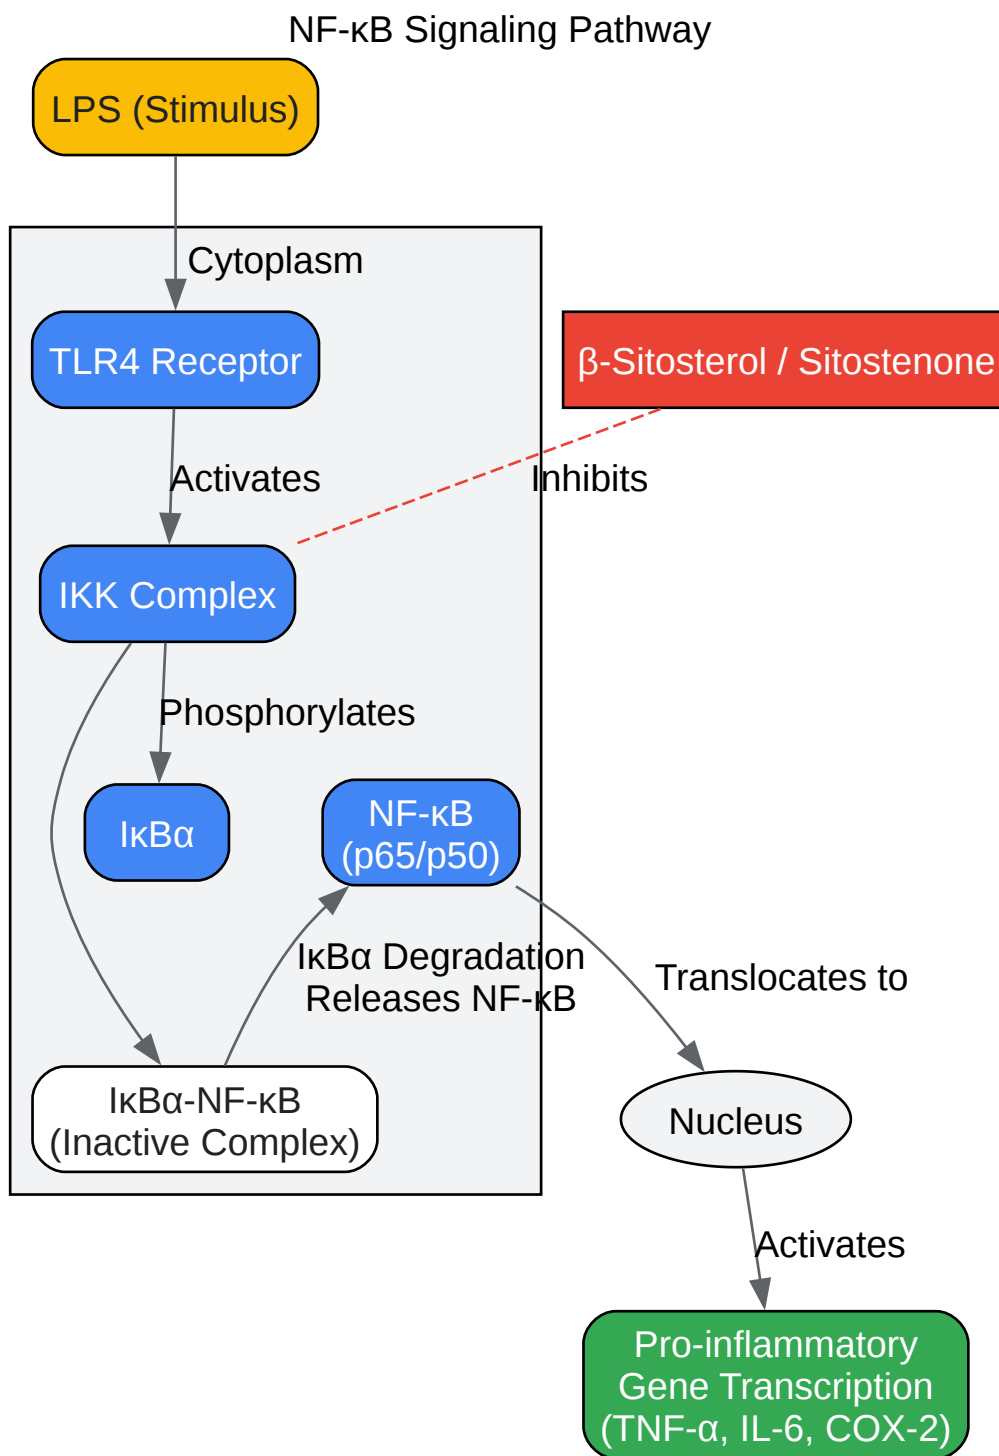 NF-κB Signaling Pathway
LPS (Stimulus)
Cytoplasm
TLR4 Receptor
β-Sitosterol / Sitostenone
Activates
Inhibits
IKK Complex
Phosphorylates
IκBα
NF-κB
(p65/p50)
IκBα Degradation
Releases NF-κB
Translocates to
IκBα-NF-κB
(Inactive Complex)
Nucleus
Activates
Pro-inflammatory
Gene Transcription
(TNF-α, IL-6, COX-2)